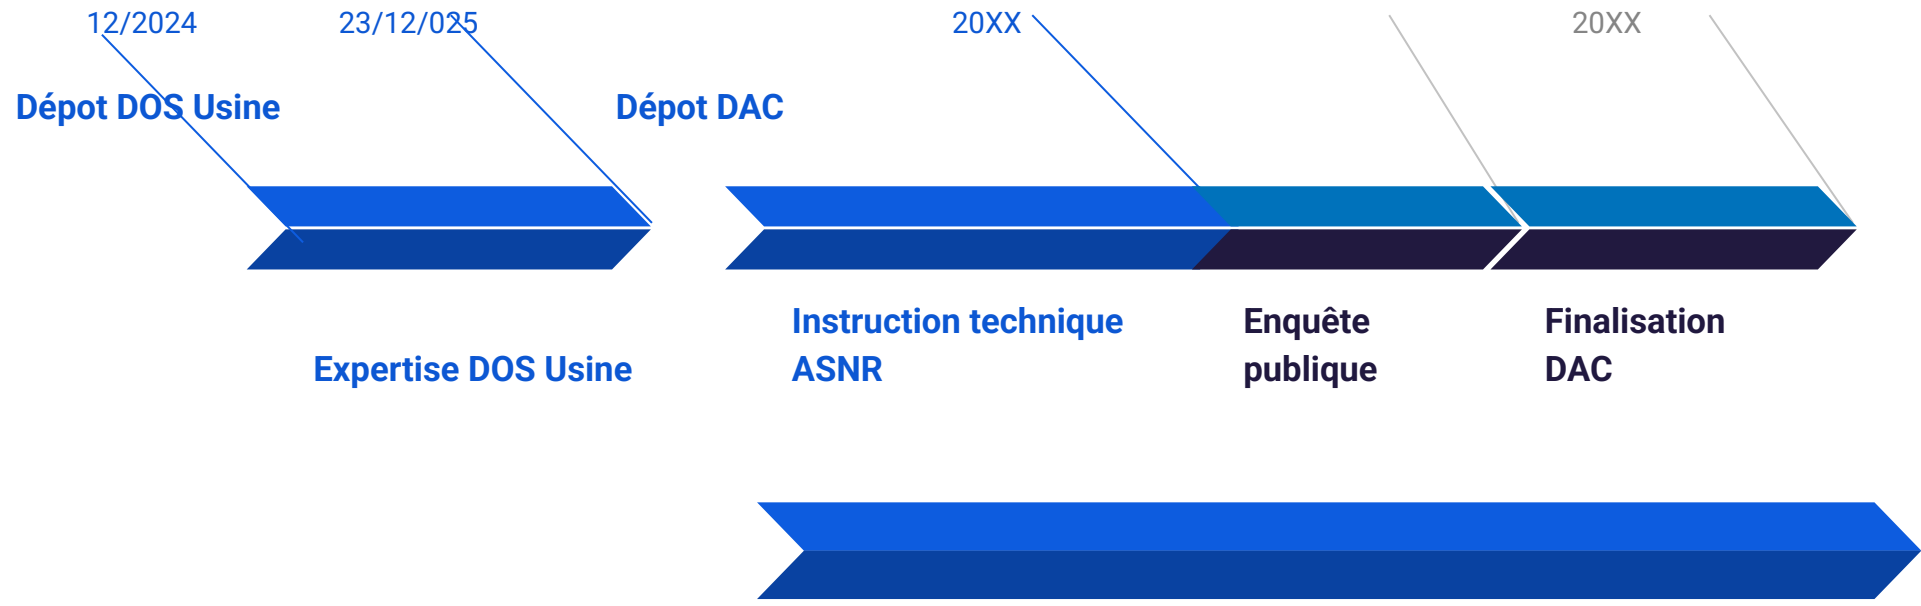 12/2024
23/12/025
20XX
20XX
Dépot DOS Usine
Dépot DAC
Expertise DOS Usine
Instruction technique
ASNR
Enquête
publique
Finalisation
DAC